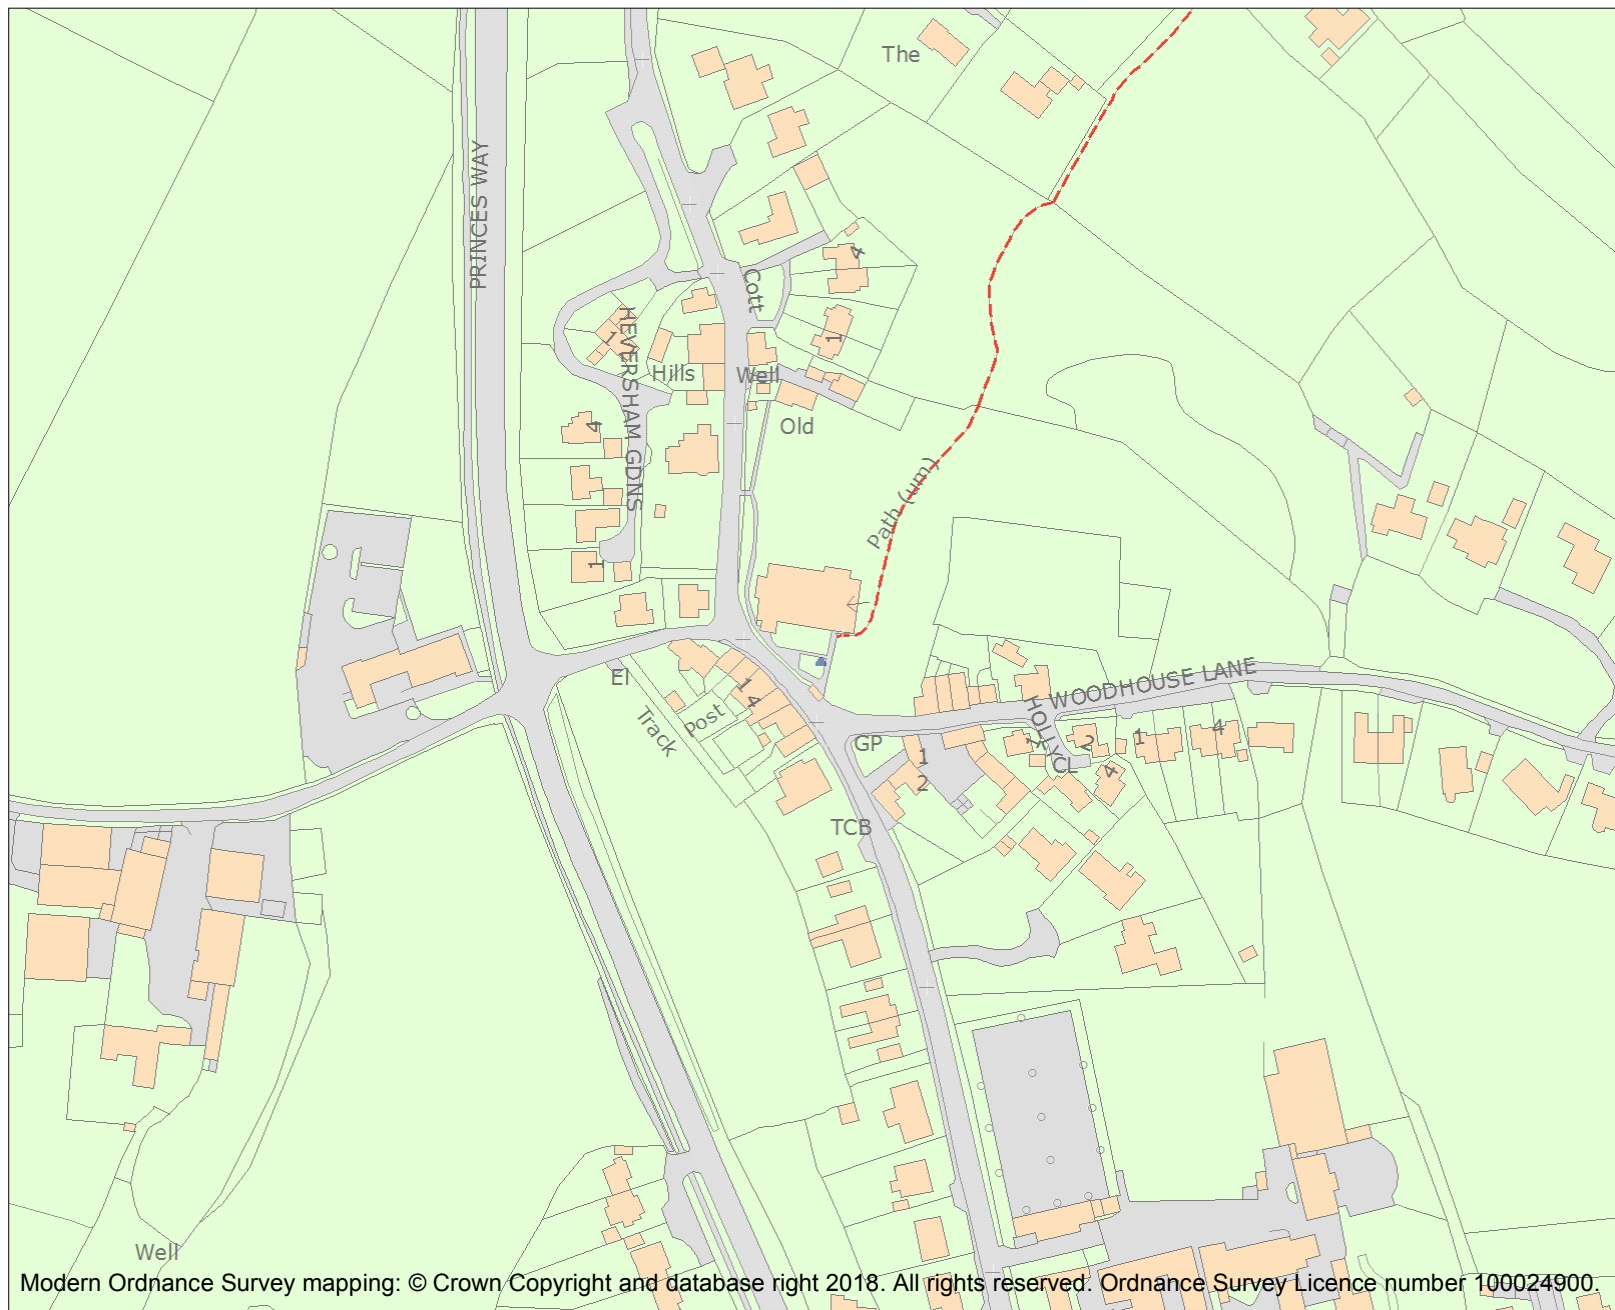 The
PRINCES WAY
4
Cott
1
HEVERSHAM GDNS
1
Hills
Well
Old
4
Path (um)
1
El
WOODHOUSE LANE
1
4
Post
Track
HOLLY
CL
GP
1
2
1
2
4
1
4
TCB
Well
Modern Ordnance Survey mapping: © Crown Copyright and database right 2018. All rights reserved. Ordnance Survey Licence number 100024900.